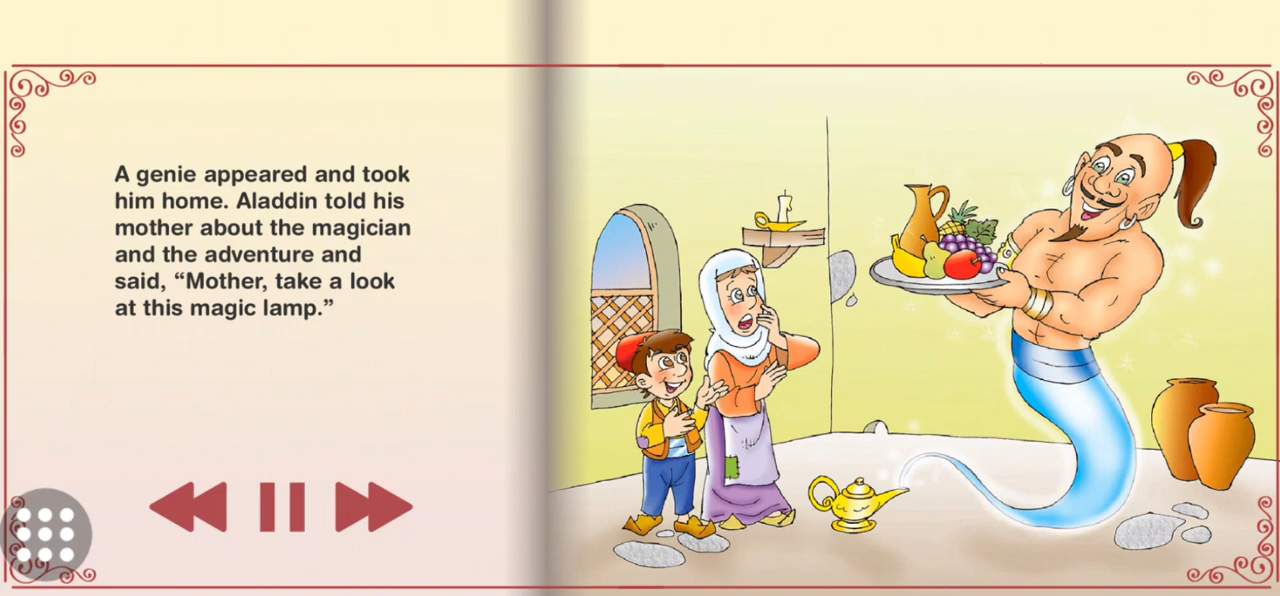 A genie appeared and took
him home. Aladdin told his
mother about the magician
and the adventure and
said, “Mother, take a look
at this magic lamp.”